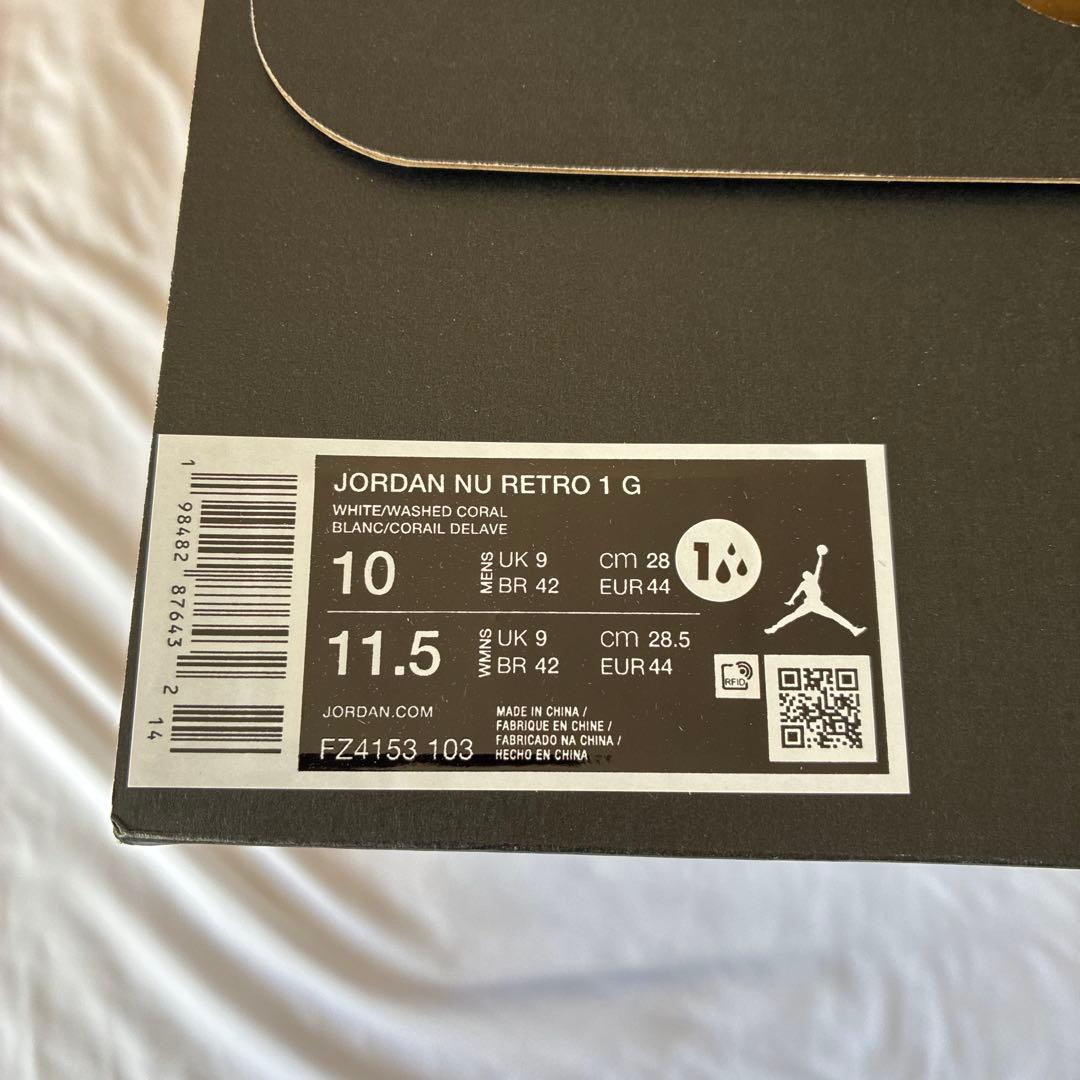 JORDAN NU RETRO 1 G
WHITE/WASHED CORAL
BLANC/CORAIL DELAVE
10 MENS UK 9 cm 28
BR 42 EUR 44
1
11.5 WMNS UK 9 cm 28.5
BR 42 EUR 44
RFID
JORDAN.COM
FZ4153 103
MADE IN CHINA /
FABRIQUE EN CHINE /
FABRICADO NA CHINA /
HECHO EN CHINA
1 98482 87643 2 14